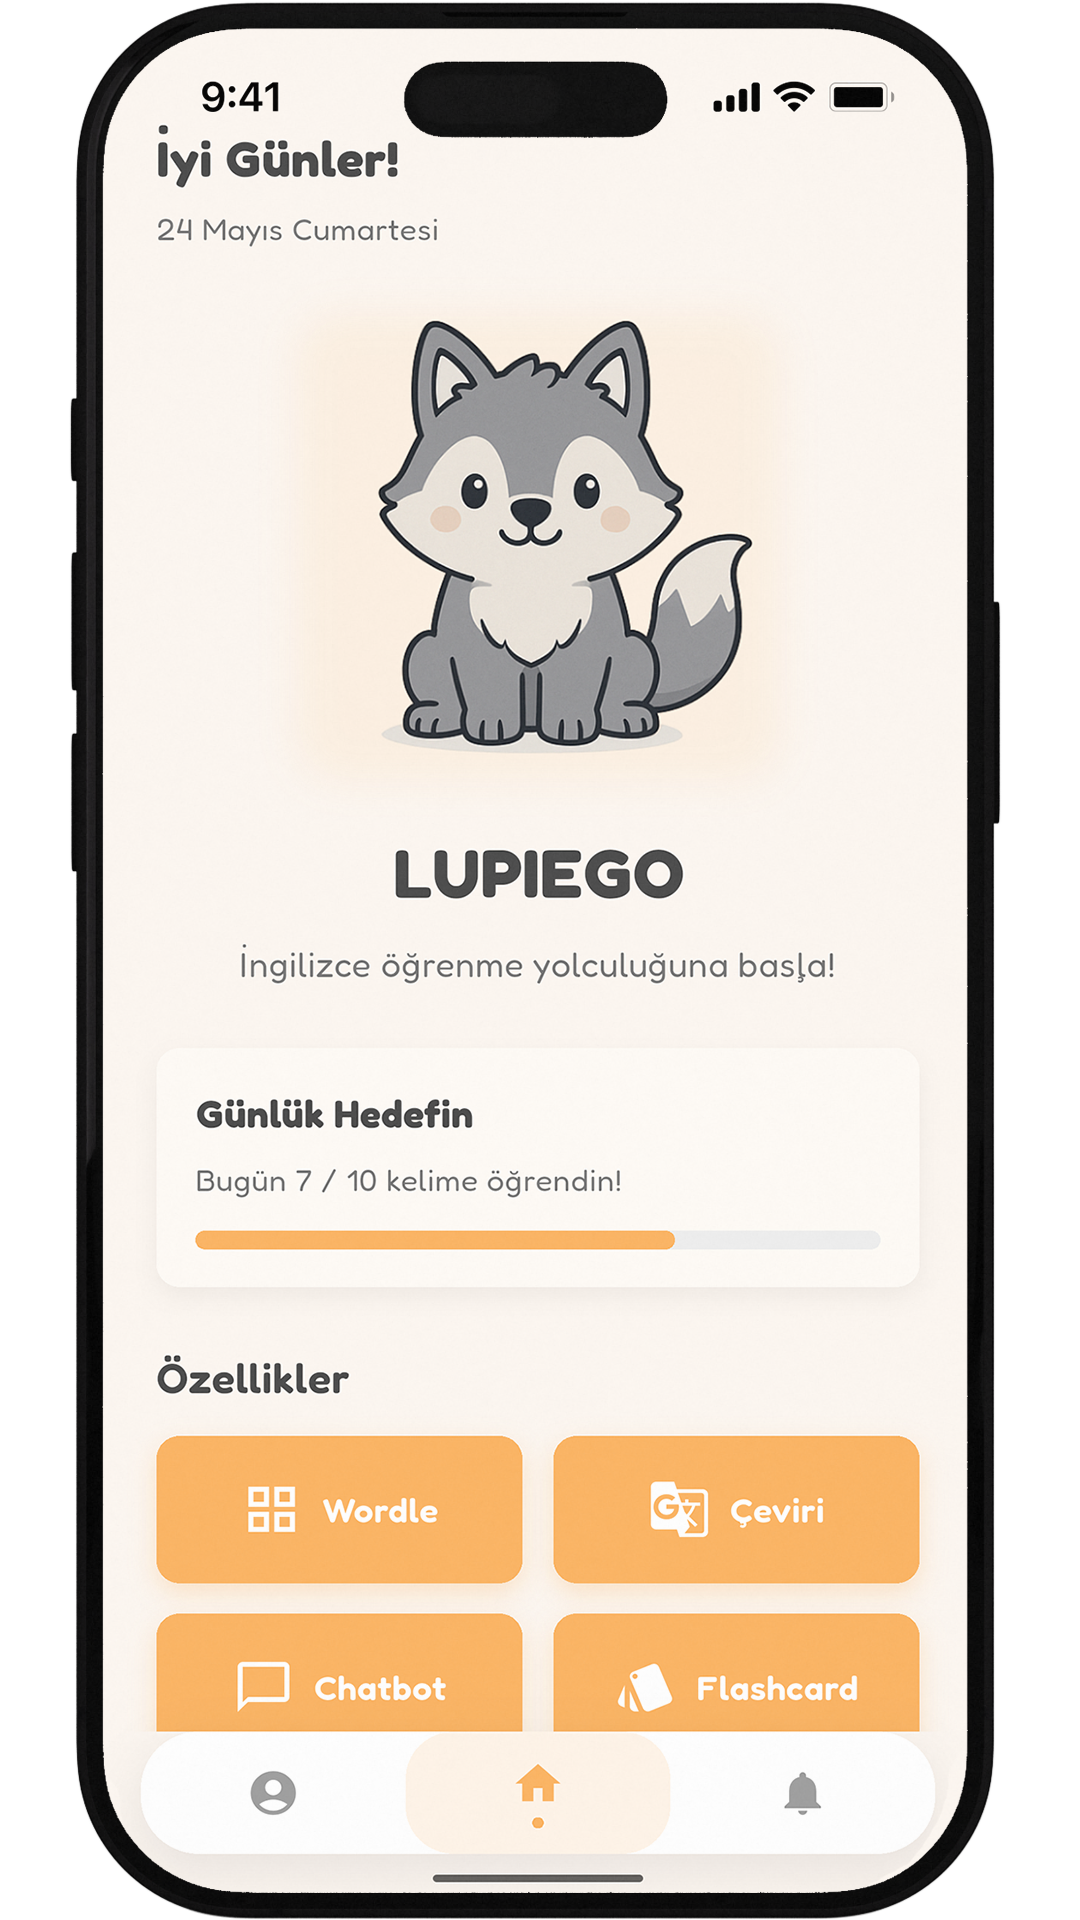 9:41
İyi Günler!
24 Mayıs Cumartesi
LUPIEGO
İngilizce öğrenme yolculuğuna başla!
Günlük Hedefin
Bugün 7 / 10 kelime öğrendin!
Özellikler
Wordle
Çeviri
Chatbot
Flashcard